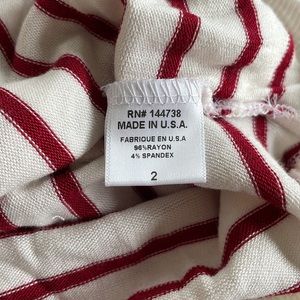 RN# 144738
MADE IN U.S.A.
FABRIQUE EN U.S.A
96%RAYON
4% SPANDEX
2